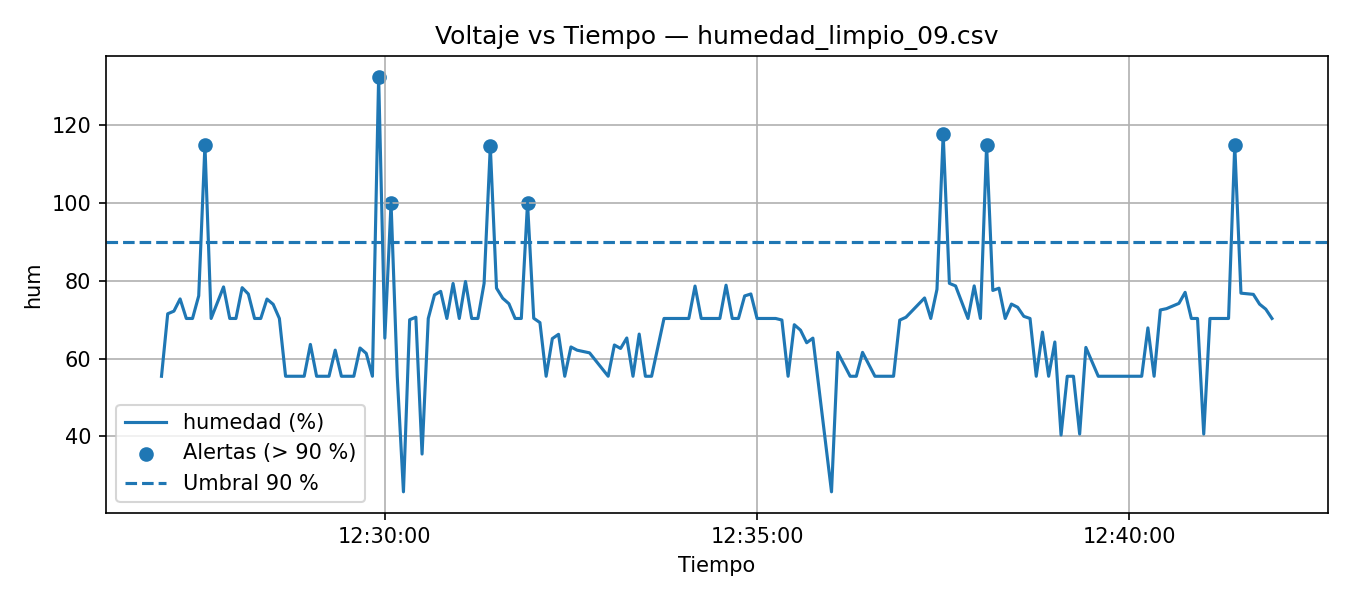 Voltaje vs Tiempo — humedad_limpio_09.csv
hum
120
100
80
60
40
humedad (%)
Alertas (> 90 %)
Umbral 90 %
12:30:00
12:35:00
12:40:00
Tiempo